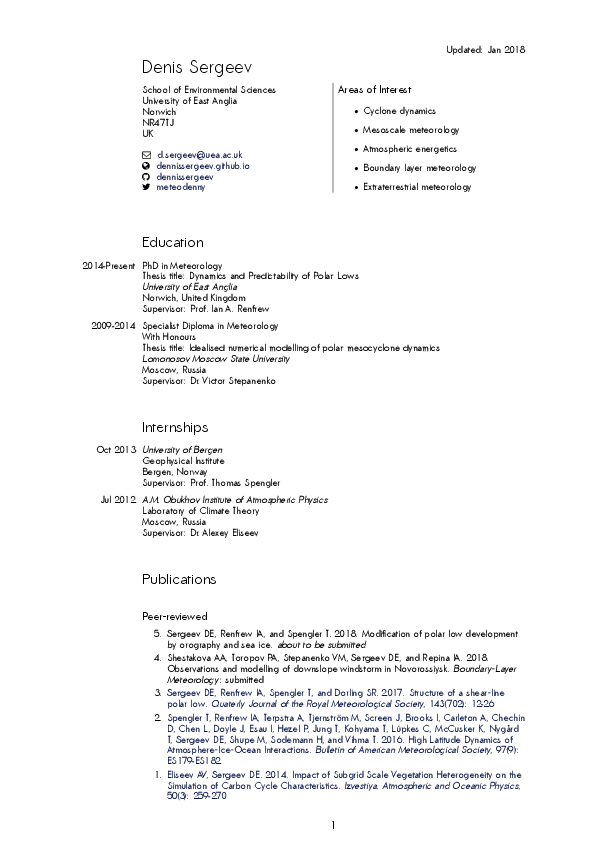 Updated: Jan 2018
Denis Sergeev
School of Environmental Sciences
University of East Anglia
Norwich
NR47TJ
UK
d.sergeev@uea.ac.uk
dennissergeev.github.io
dennissergeev
meteodenny
Areas of Interest
• Cyclone dynamics
• Mesoscale meteorology
• Atmospheric energetics
• Boundary layer meteorology
• Extraterrestrial meteorology
Education
2014-Present PhD in Meteorology
Thesis title: Dynamics and Predictability of Polar Lows
University of East Anglia
Norwich, United Kingdom
Supervisor: Prof. Ian A. Renfrew
2009-2014 Specialist Diploma in Meteorology
With Honours
Thesis title: Idealised numerical modelling of polar mesocyclone dynamics
Lomonosov Moscow State University
Moscow, Russia
Supervisor: Dr. Victor Stepanenko
Internships
Oct 2013 University of Bergen
Geophysical Institute
Bergen, Norway
Supervisor: Prof. Thomas Spengler
Jul 2012 A.M. Obukhov Institute of Atmospheric Physics
Laboratory of Climate Theory
Moscow, Russia
Supervisor: Dr. Alexey Eliseev
Publications
Peer-reviewed
5. Sergeev DE, Renfrew IA, and Spengler T. 2018. Modification of polar low development
by orography and sea ice. about to be submitted
4. Shestakova AA, Toropov PA, Stepanenko VM, Sergeev DE, and Repina IA. 2018.
Observations and modelling of downslope windstorm in Novorossiysk. Boundary-Layer
Meteorology: submitted
3. Sergeev DE, Renfrew IA, Spengler T, and Dorling SR. 2017. Structure of a shear-line
polar low. Quaterly Journal of the Royal Meteorological Society, 143(702): 12-26
2. Spengler T, Renfrew IA, Terpstra A, Tjernström M, Screen J, Brooks I, Carleton A, Chechin
D, Chen L, Doyle J, Esau I, Hezel P, Jung T, Kohyama T, Lüpkes C, McCusker K, Nygård
T, Sergeev DE, Shupe M, Sodemann H, and Vihma T. 2016. High Latitude Dynamics of
Atmosphere-Ice-Ocean Interactions. Bulletin of American Meteorological Society, 97(9):
ES179-ES182
1. Eliseev AV, Sergeev DE. 2014. Impact of Subgrid Scale Vegetation Heterogeneity on the
Simulation of Carbon Cycle Characteristics. Izvestiya, Atmospheric and Oceanic Physics,
50(3): 259-270
1